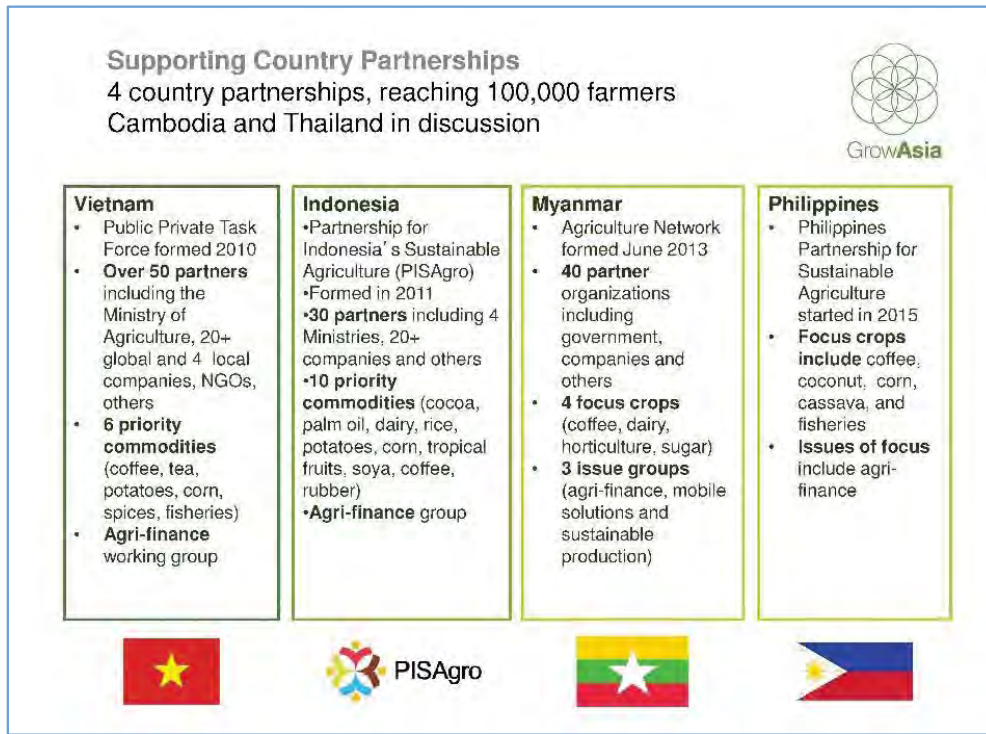 Supporting Country Partnerships
4 country partnerships, reaching 100,000 farmers
Cambodia and Thailand in discussion
GrowAsia
Vietnam
• Public Private Task
Force formed 2010
• Over 50 partners
including the
Ministry of
Agriculture, 20+
global and 4 local
companies, NGOs,
others
• 6 priority
commodities
(coffee, tea,
potatoes, corn,
spices, fisheries)
• Agri-finance
working group
Indonesia
•Partnership for
Indonesia's Sustainable
Agriculture (PISAgro)
•Formed in 2011
•30 partners including 4
Ministries, 20+
companies and others
•10 priority
commodities (cocoa,
palm oil, dairy, rice,
potatoes, corn, tropical
fruits, soya, coffee,
rubber)
•Agri-finance group
Myanmar
• Agriculture Network
formed June 2013
• 40 partner
organizations
including
government,
companies and
others
• 4 focus crops
(coffee, dairy,
horticulture, sugar)
• 3 issue groups
(agri-finance, mobile
solutions and
sustainable
production)
Philippines
• Philippines
Partnership for
Sustainable
Agriculture
started in 2015
• Focus crops
include coffee,
coconut, corn,
cassava, and
fisheries
• Issues of focus
include agri-
finance
PISAgro